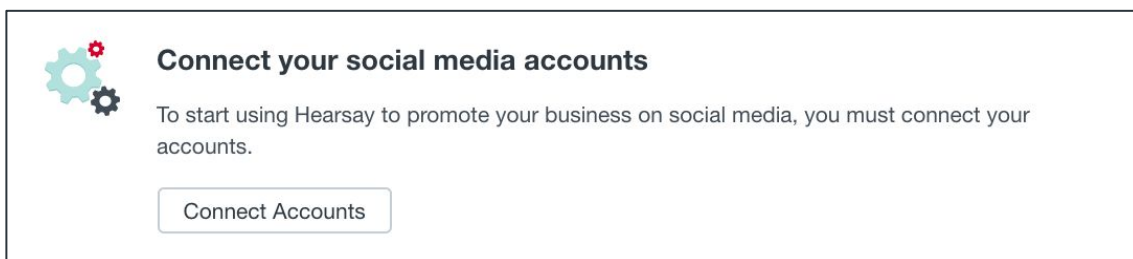 Connect your social media accounts
To start using Hearsay to promote your business on social media, you must connect your
accounts.
Connect Accounts